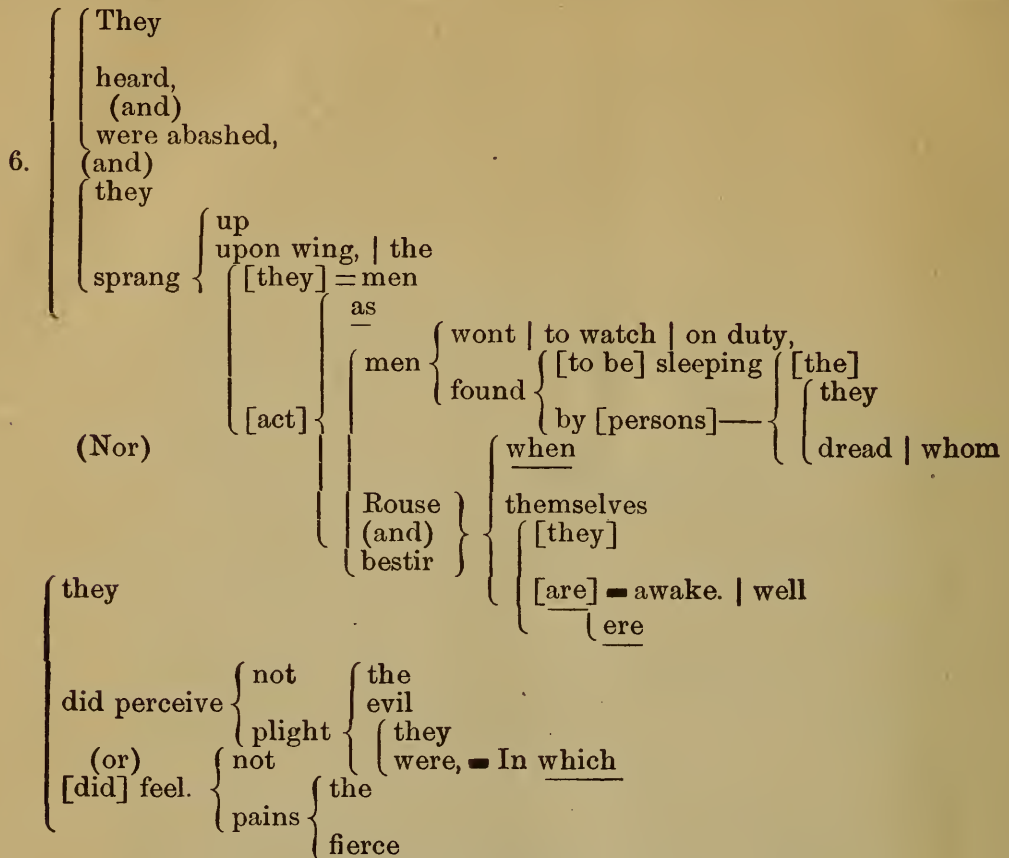 They
heard,
(and)
were abashed,
6.
(and)
they
up
upon wing, | the
sprang
[they] = men
as
wont | to watch | on duty,
men
[to be] sleeping [the]
found
they
by [persons]—
[act]
(Nor)
dread | whom
when
Rouse
themselves
(and)
[they]
bestir
they
[are] = awake. | well
ere
not
the
did perceive
evil
plight
they
(or)
not
were, = In which
[did] feel.
the
pains
fierce